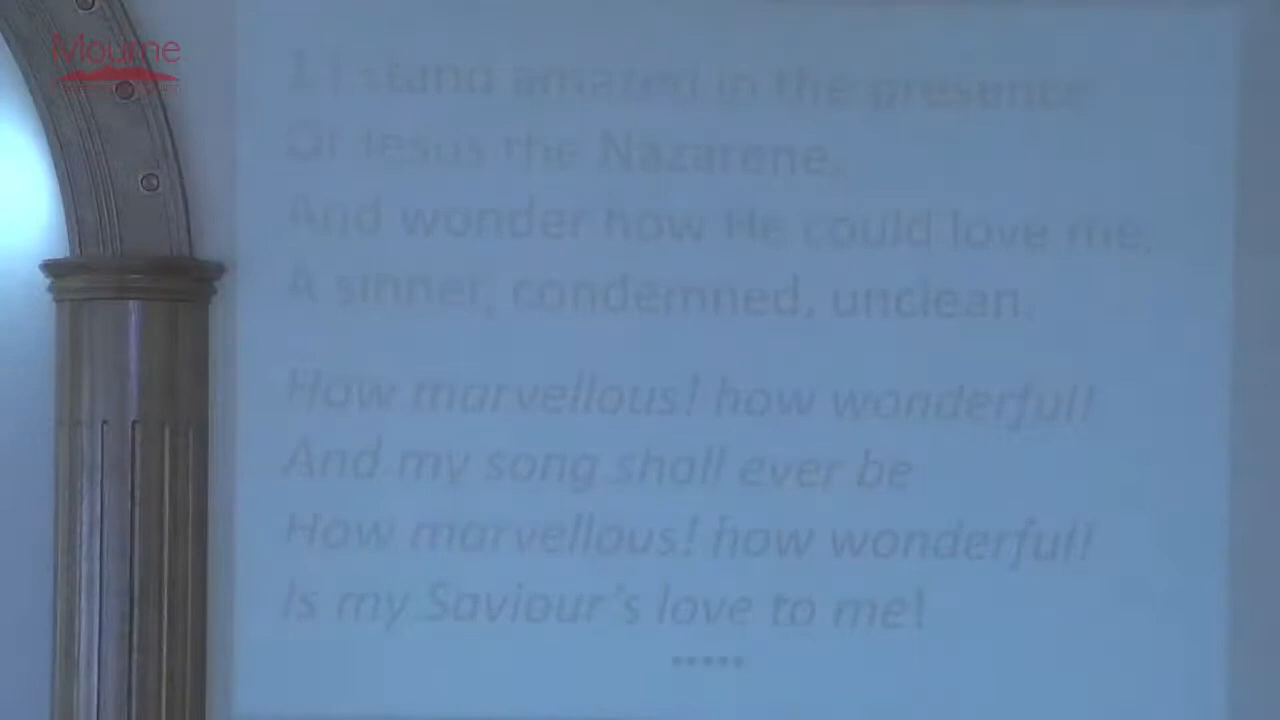 Mourne
1. I stand amazed in the presence
Of Jesus the Nazarene,
And wonder how He could love me,
A sinner, condemned, unclean.
How marvellous! how wonderful!
And my song shall ever be
How marvellous! how wonderful!
Is my Saviour's love to me!
•••••